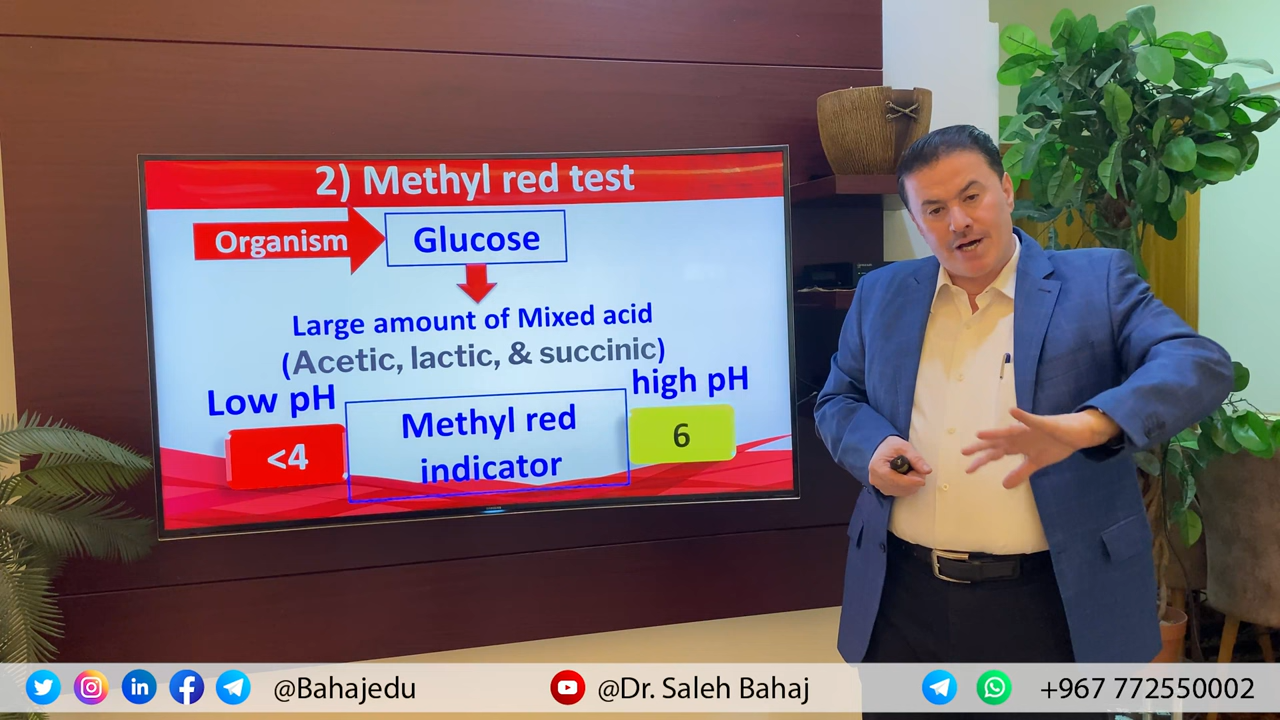 2) Methyl red test
Organism
Glucose
Large amount of Mixed acid
(Acetic, lactic, & succinic)
Low pH
high pH
<4
Methyl red
indicator
6
@Bahajedu
@Dr. Saleh Bahaj
+967 772550002